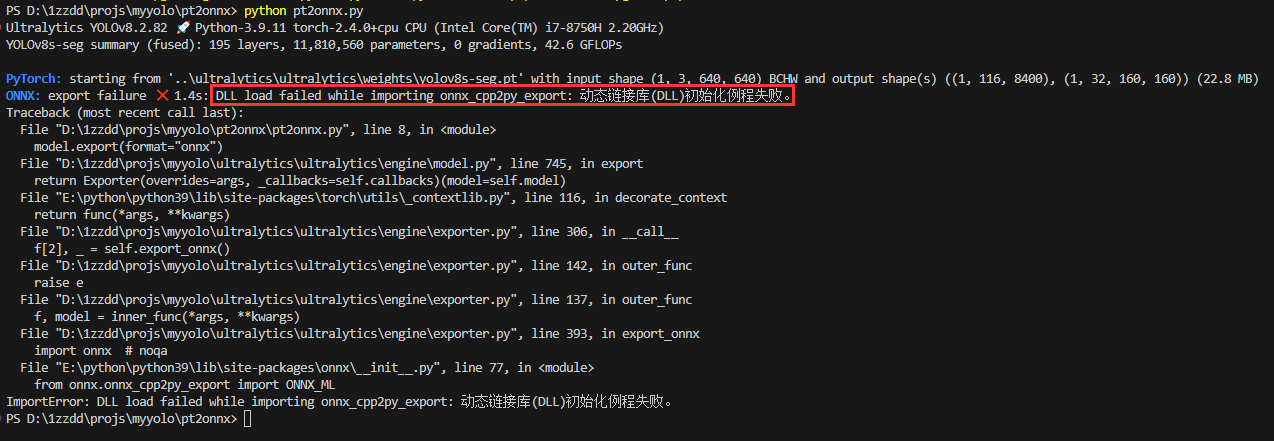 PS D:\1zzdd\projs\myyolo\pt2onnx> python pt2onnx.py
Ultralytics YOLOv8.2.82 🚀 Python-3.9.11 torch-2.4.0+cpu CPU (Intel Core(TM) i7-8750H 2.20GHz)
YOLOv8s-seg summary (fused): 195 layers, 11,810,560 parameters, 0 gradients, 42.6 GFLOPs
PyTorch: starting from '..\ultralytics\ultralytics\weights\yolov8s-seg.pt' with input shape (1, 3, 640, 640) BCHW and output shape(s) ((1, 116, 8400), (1, 32, 160, 160)) (22.8 MB)
ONNX: export failure ❌ 1.4s: DLL load failed while importing onnx_cpp2py_export: 动态链接库(DLL)初始化例程失败。
Traceback (most recent call last):
  File "D:\1zzdd\projs\myyolo\pt2onnx\pt2onnx.py", line 8, in <module>
    model.export(format="onnx")
  File "D:\1zzdd\projs\myyolo\ultralytics\ultralytics\engine\model.py", line 745, in export
    return Exporter(overrides=args, _callbacks=self.callbacks)(model=self.model)
  File "E:\python\python39\lib\site-packages\torch\utils\_contextlib.py", line 116, in decorate_context
    return func(*args, **kwargs)
  File "D:\1zzdd\projs\myyolo\ultralytics\ultralytics\engine\exporter.py", line 306, in __call__
    f[2], _ = self.export_onnx()
  File "D:\1zzdd\projs\myyolo\ultralytics\ultralytics\engine\exporter.py", line 142, in outer_func
    raise e
  File "D:\1zzdd\projs\myyolo\ultralytics\ultralytics\engine\exporter.py", line 137, in outer_func
    f, model = inner_func(*args, **kwargs)
  File "D:\1zzdd\projs\myyolo\ultralytics\ultralytics\engine\exporter.py", line 393, in export_onnx
    import onnx  # noqa
  File "E:\python\python39\lib\site-packages\onnx\__init__.py", line 77, in <module>
    from onnx.onnx_cpp2py_export import ONNX_ML
ImportError: DLL load failed while importing onnx_cpp2py_export: 动态链接库(DLL)初始化例程失败。
PS D:\1zzdd\projs\myyolo\pt2onnx>